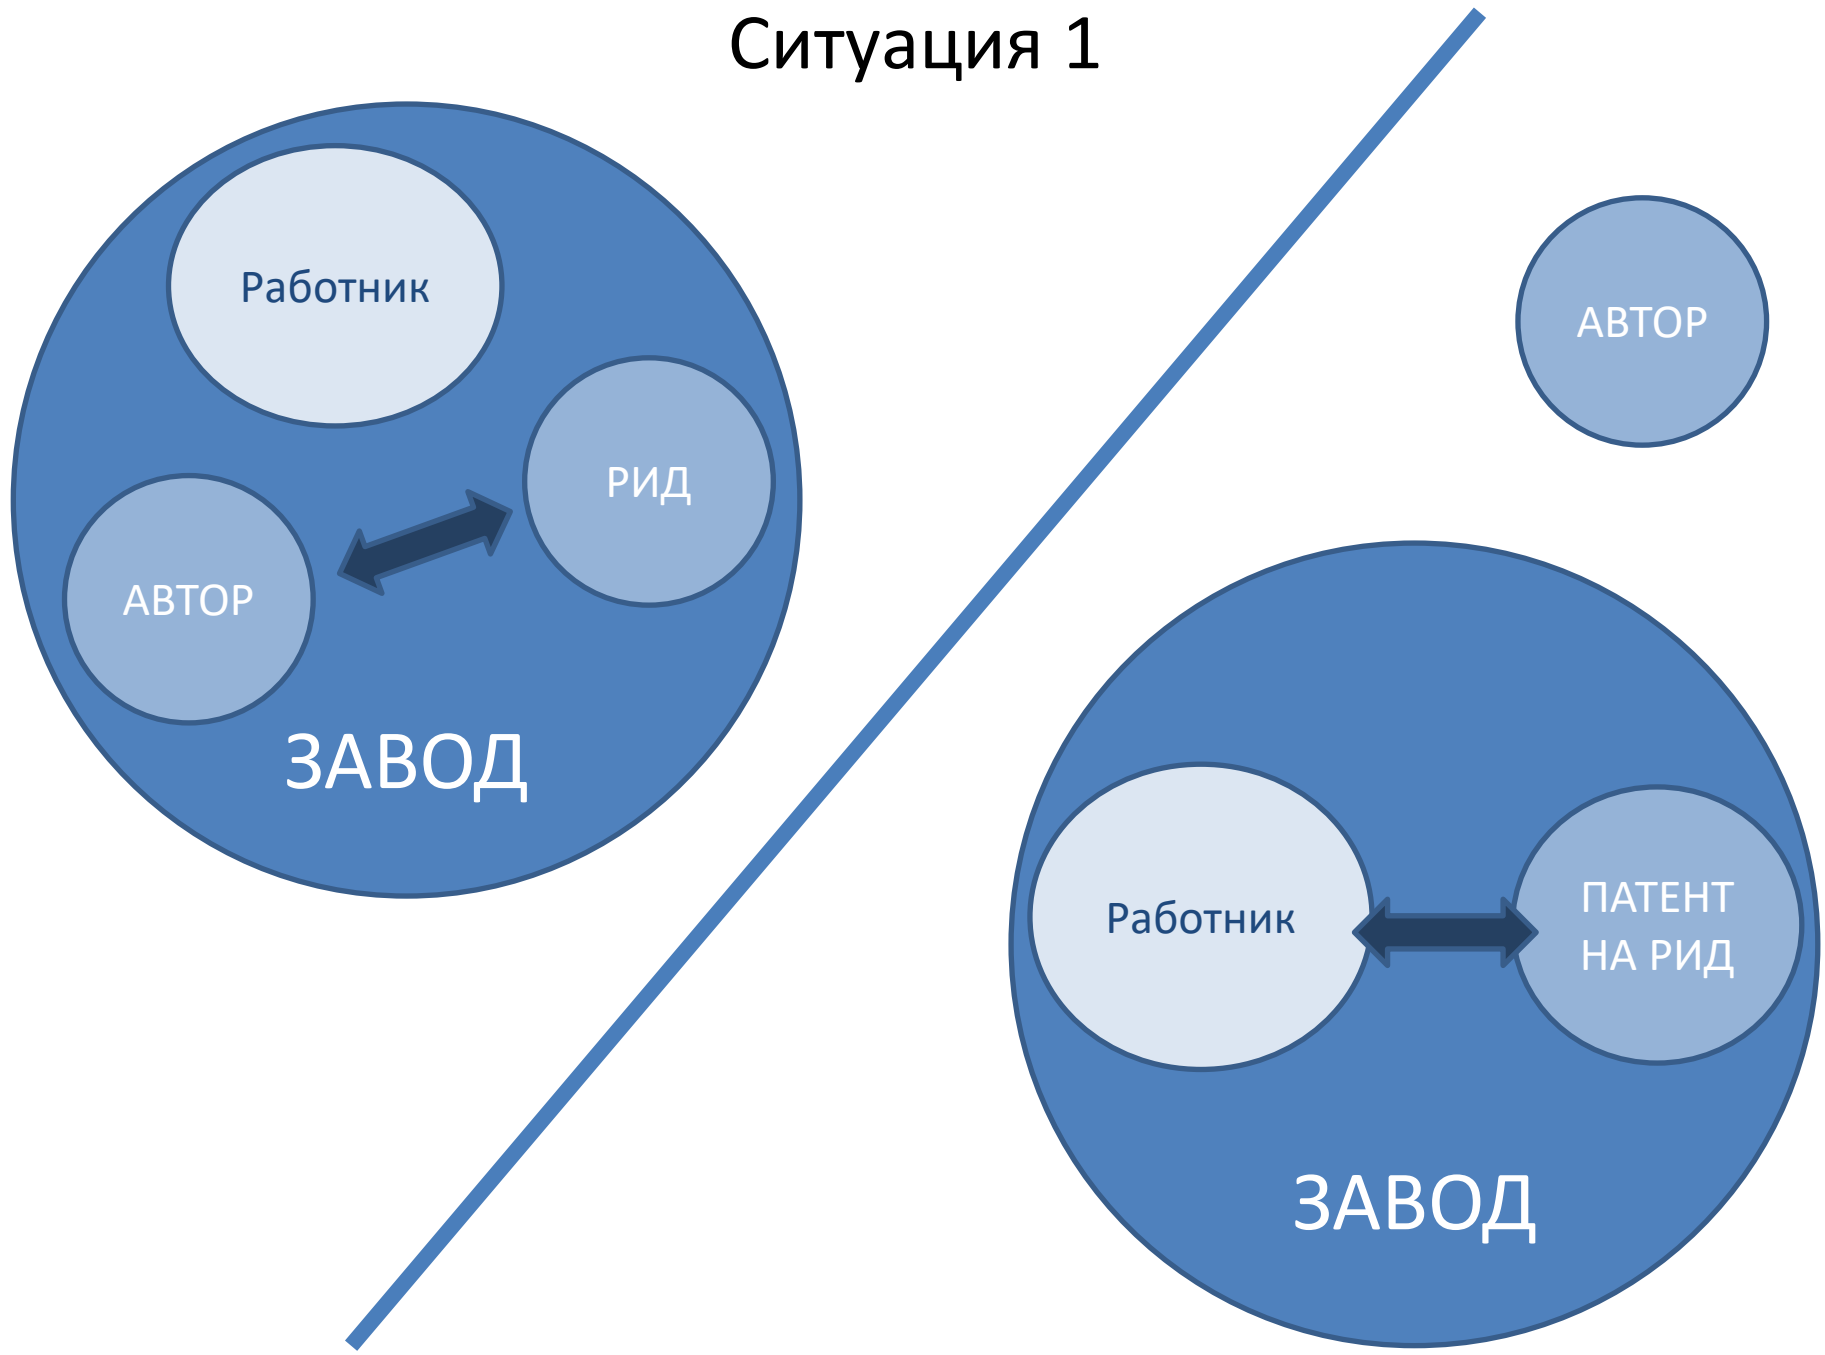 Ситуация 1
Работник
РИД
АВТОР
ЗАВОД
АВТОР
Работник
ПАТЕНТ
НА РИД
ЗАВОД